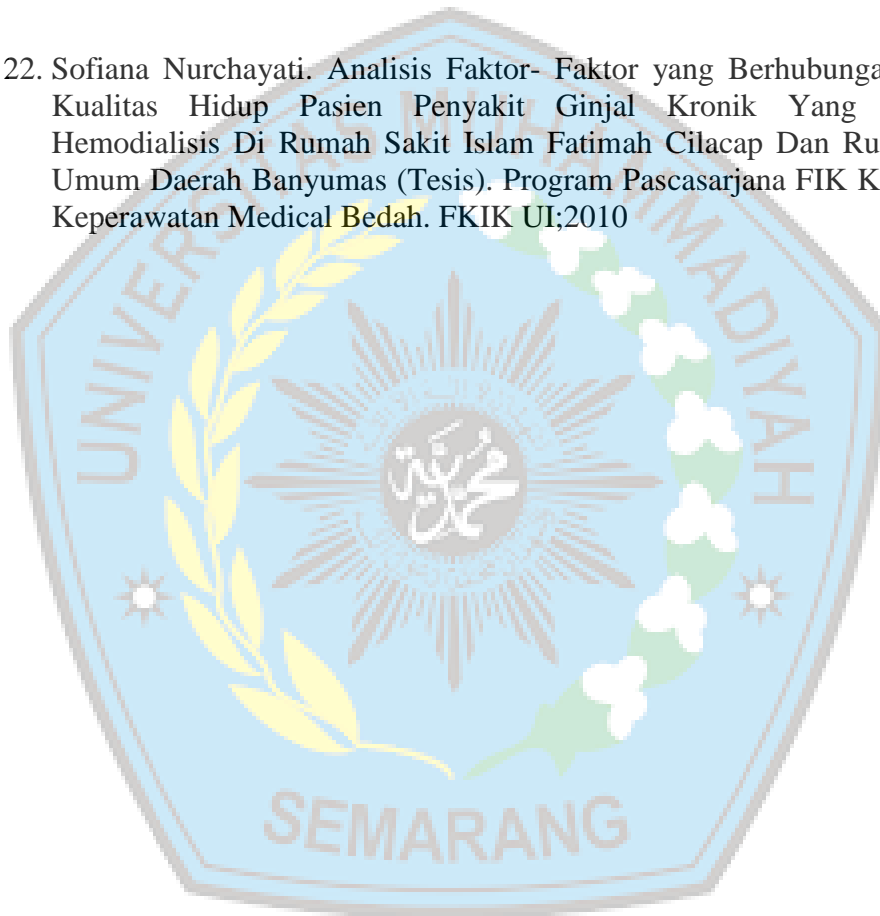 22. Sofiana Nurchayati. Analisis Faktor- Faktor yang Berhubunga
Kualitas Hidup Pasien Penyakit Ginjal Kronik Yang
Hemodialisis Di Rumah Sakit Islam Fatimah Cilacap Dan Ru
Umum Daerah Banyumas (Tesis). Program Pascasarjana FIK K
Keperawatan Medical Bedah. FKIK UI;2010
UNIVERSITAS MUHAMMADIYAH
محمدية
SEMARANG